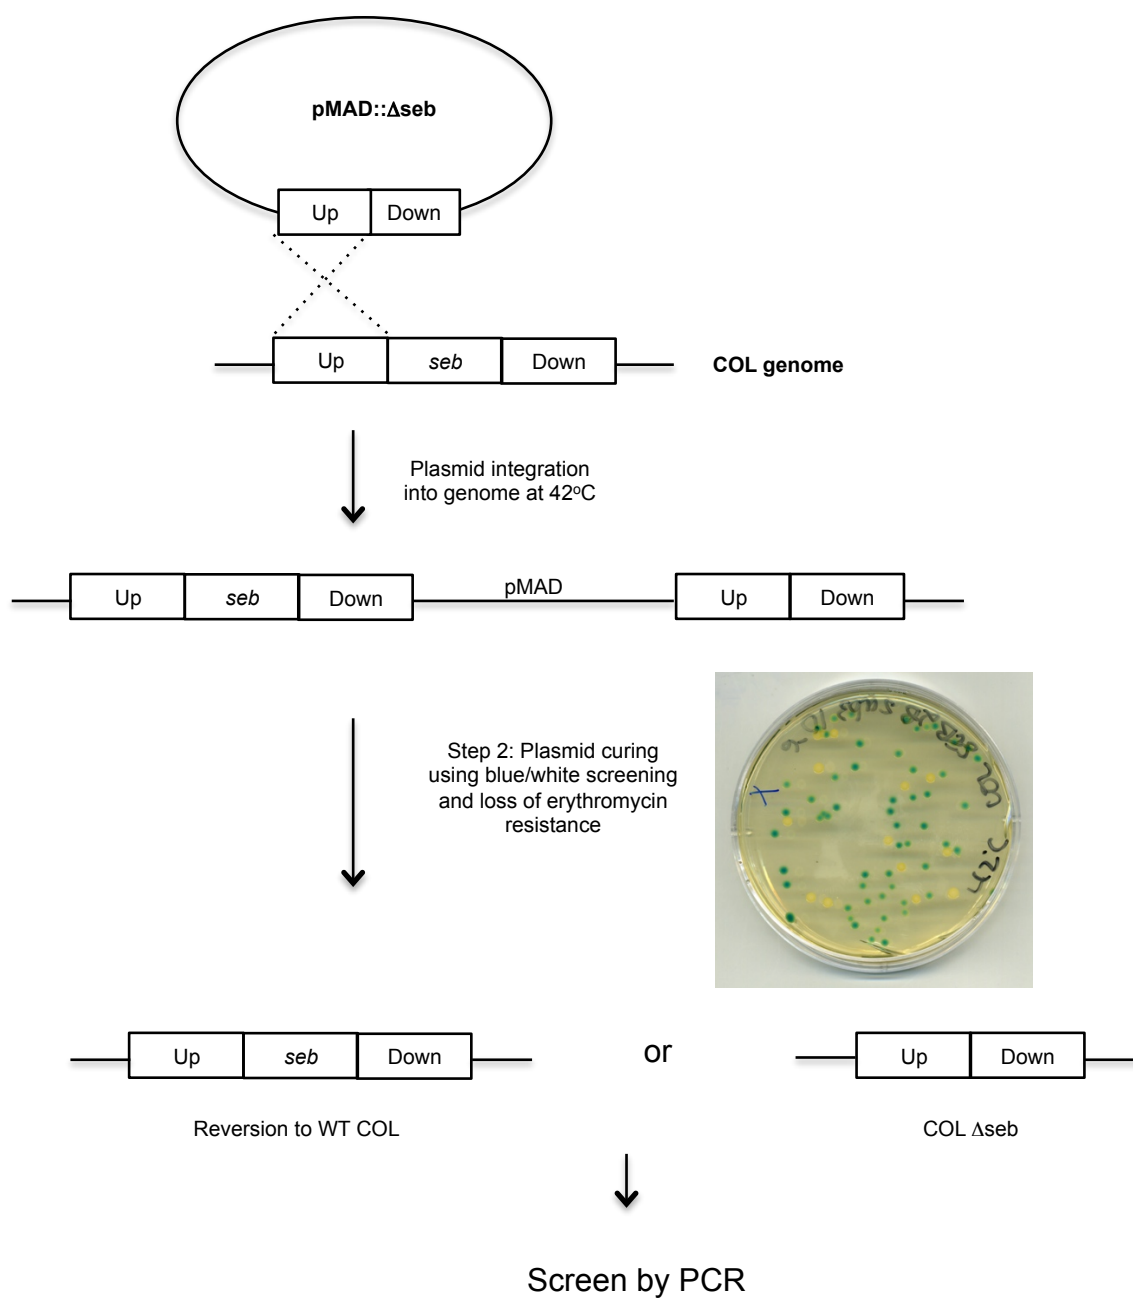 pMAD::Δseb
Up Down
Up seb Down
COL genome
Plasmid integration
into genome at 42ºC
Up seb Down pMAD Up Down
Step 2: Plasmid curing
using blue/white screening
and loss of erythromycin
resistance
COL
42°C
X
Up seb Down or Up Down
Reversion to WT COL
COL Δseb
Screen by PCR